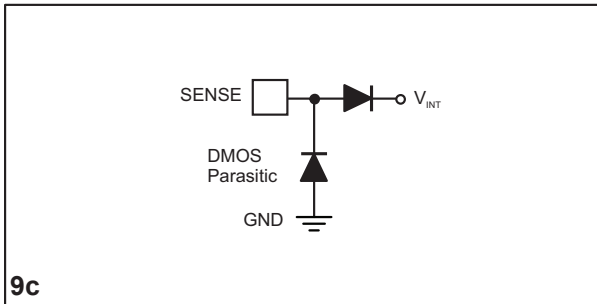 SENSE
V_INT
DMOS
Parasitic
GND
9c